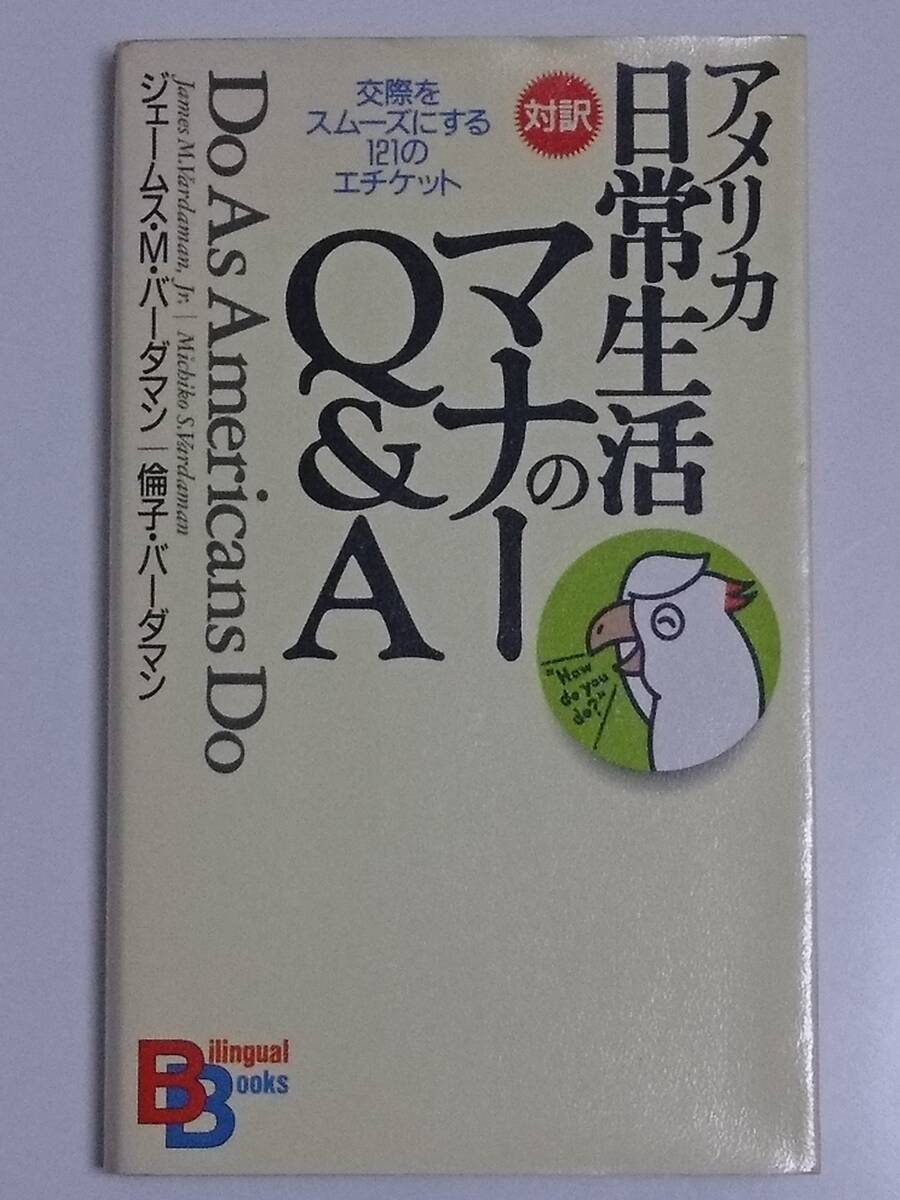 アメリカ
日常生活の
マナー
Q&A
対訳
交際を
スムーズにする
121の
エチケット
Do As Americans Do
James M. Vardaman, Jr. | Michiko S. Vardaman
ジェームス・M・バーダマン | 倫子・バーダマン
"How
do you
do?"
Bilingual
Books